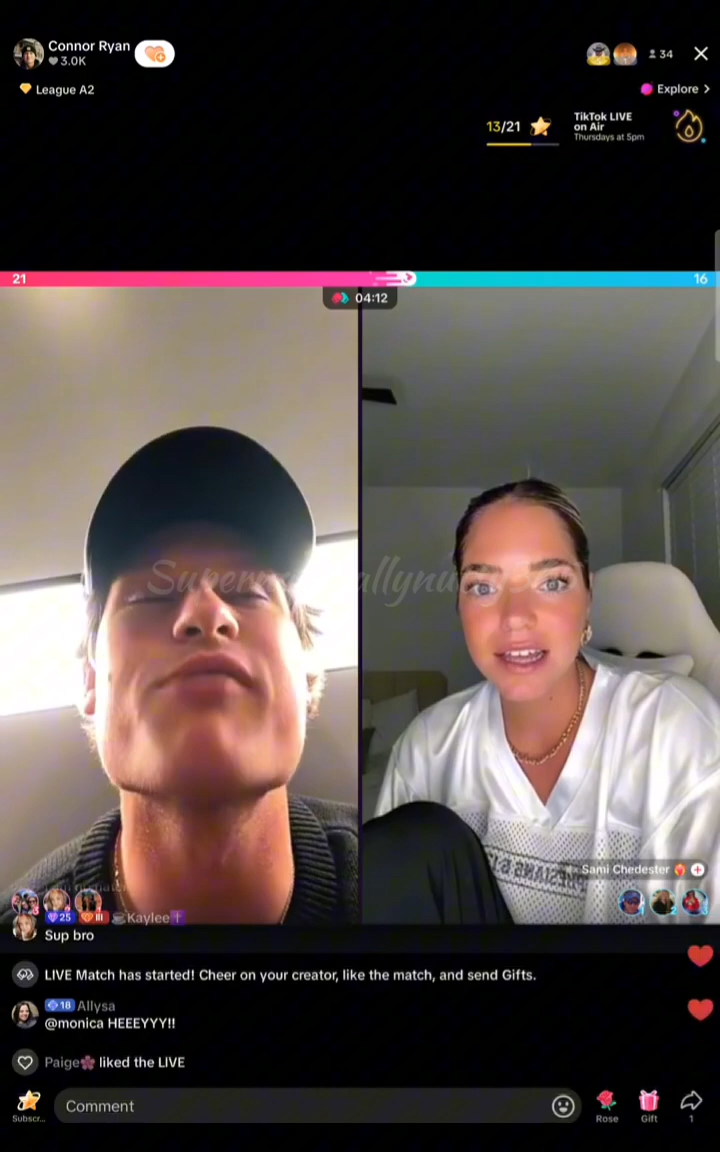 Connor Ryan
3.0K
34
League A2
Explore >
13/21
TikTok LIVE
on Air
Thursdays at 5pm
21
16
04:12
Sami Chedester
25
III
Kaylee
Sup bro
LIVE Match has started! Cheer on your creator, like the match, and send Gifts.
18 Allysa
@monica HEEEYYY!!
Paige🌸 liked the LIVE
Subscr...
Comment
Rose
Gift
1